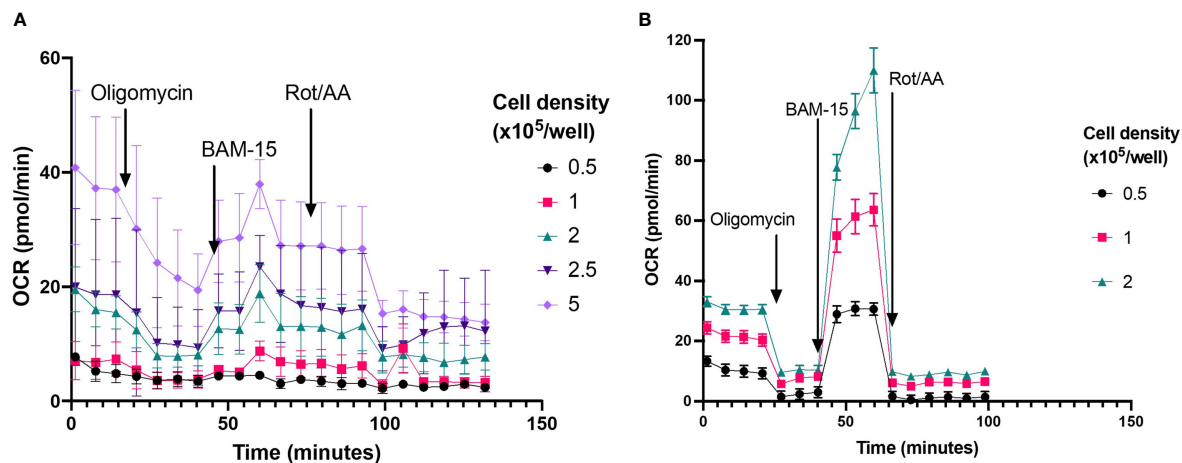 A
60
40
20
0
OCR (pmol/min)
0
50
100
150
Time (minutes)
Oligomycin
BAM-15
Rot/AA
Cell density
(x10⁵/well)
0.5
1
2
2.5
5
B
120
100
80
60
40
20
0
OCR (pmol/min)
0
50
100
150
Time (minutes)
Oligomycin
BAM-15
Rot/AA
Cell density
(x10⁵/well)
0.5
1
2